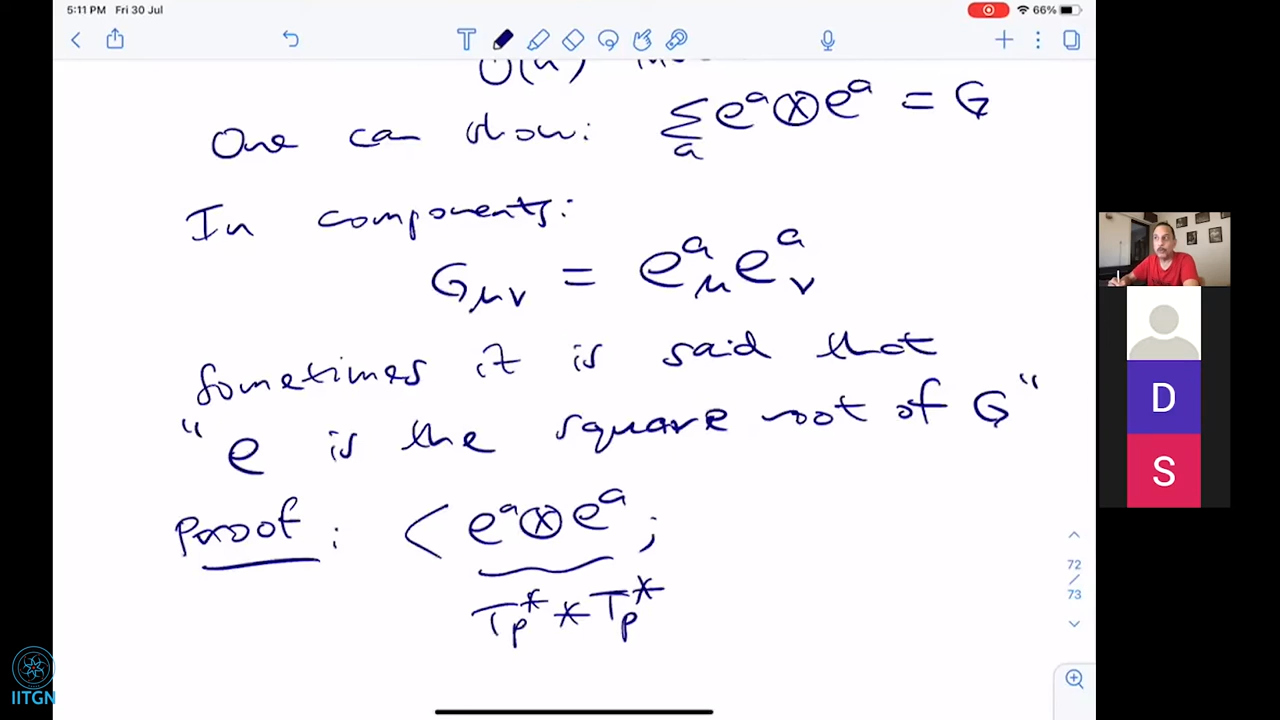 5:11 PM Fri 30 Jul
66%
T
O(n)
One can show: ∑_a e^a ⊗ e^a = G
In components:
G_μν = e^a_μ e^a_ν
Sometimes it is said that
"e is the square root of G"
Proof: < e^a ⊗ e^a ;
T_p^* * T_p^*
D
S
72
/
73
IITGN